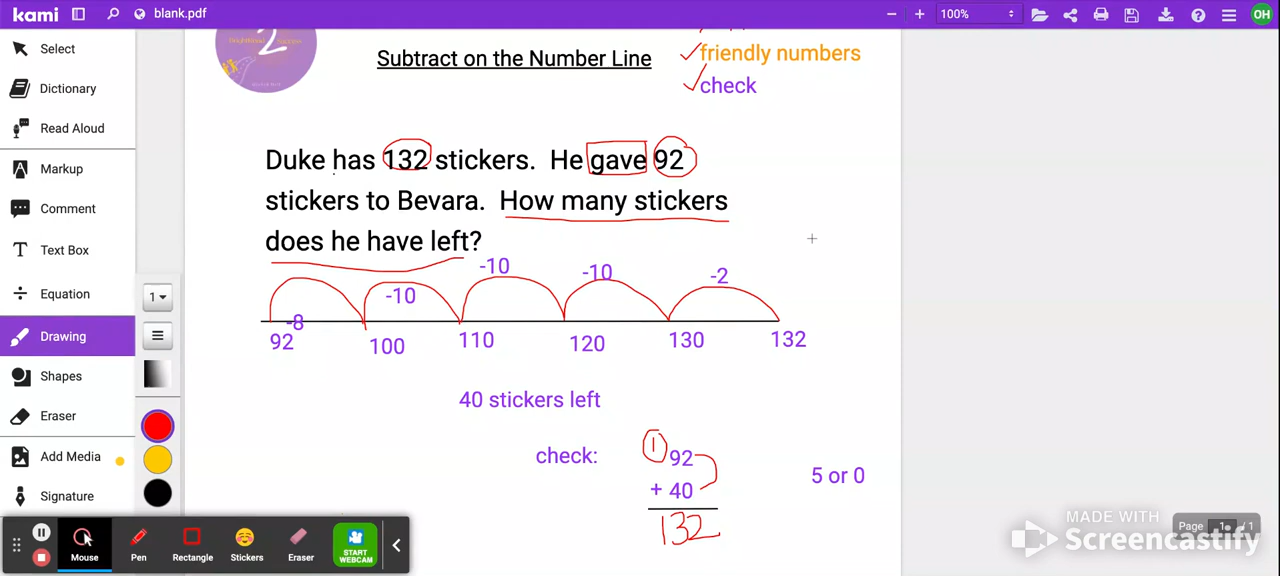 kami
blank.pdf
100%
OH
Select
Dictionary
Read Aloud
Markup
Comment
Text Box
Equation
Drawing
Shapes
Eraser
Add Media
Signature
1
2
Subtract on the Number Line
friendly numbers
check
Duke has 132 stickers. He gave 92
stickers to Bevara. How many stickers
does he have left?
-10 -10 -2
-10
-8
92 100 110 120 130 132
40 stickers left
check:
1
92
+ 40
132
5 or 0
Mouse
Pen
Rectangle
Stickers
Eraser
START
WEBCAM
MADE WITH
Screencastify
Page / 1